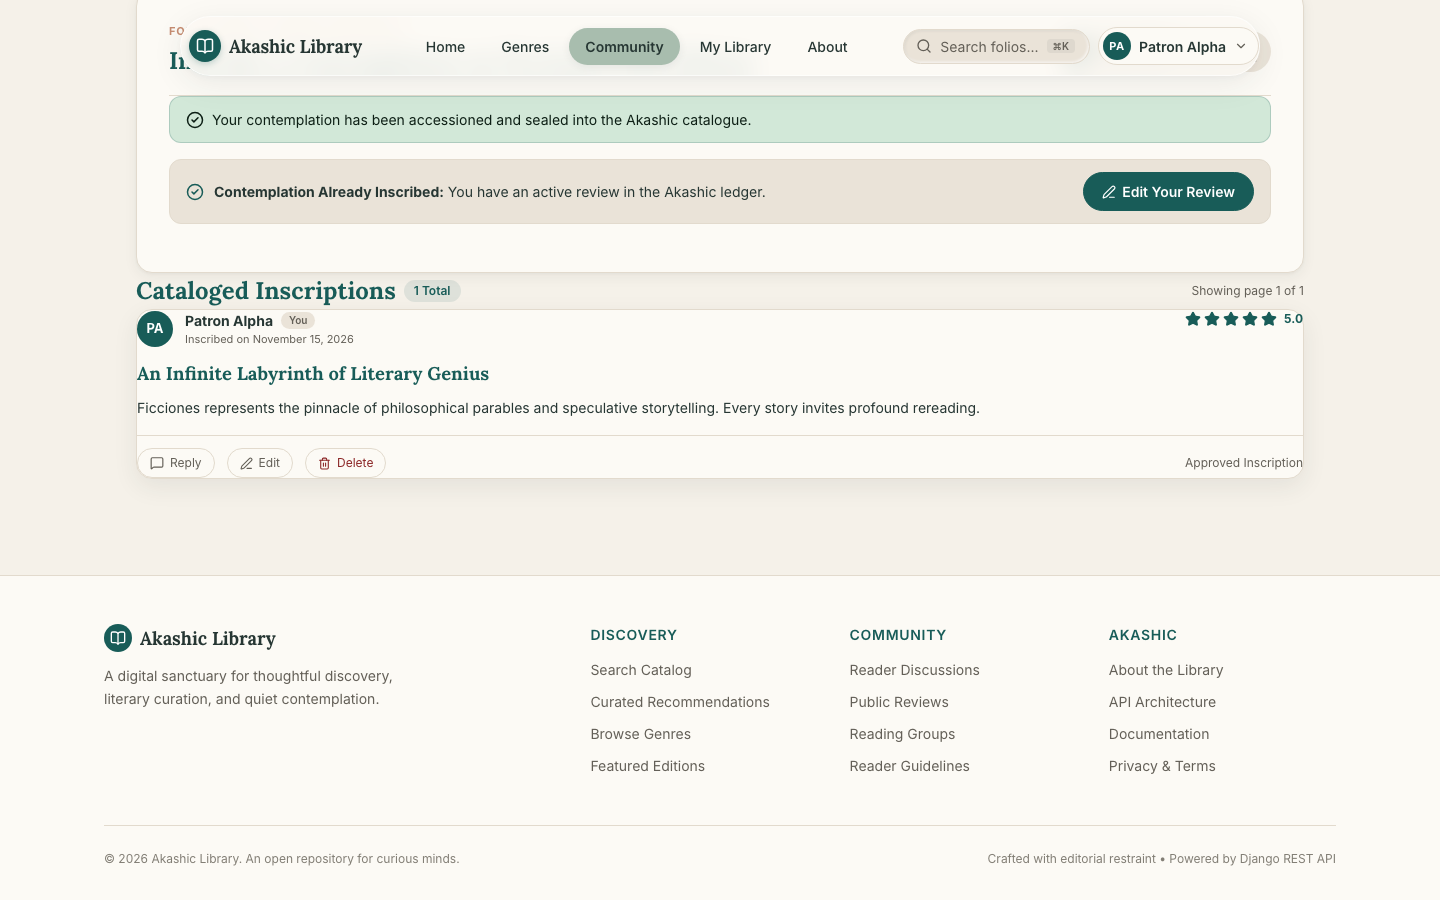 Akashic Library
Home
Genres
Community
My Library
About
Search folios...
⌘K
PA
Patron Alpha
Your contemplation has been accessioned and sealed into the Akashic catalogue.
Contemplation Already Inscribed: You have an active review in the Akashic ledger.
Edit Your Review
Cataloged Inscriptions
1 Total
Showing page 1 of 1
PA
Patron Alpha
You
Inscribed on November 15, 2026
5.0
An Infinite Labyrinth of Literary Genius
Ficciones represents the pinnacle of philosophical parables and speculative storytelling. Every story invites profound rereading.
Reply
Edit
Delete
Approved Inscription
Akashic Library
A digital sanctuary for thoughtful discovery,
literary curation, and quiet contemplation.
DISCOVERY
Search Catalog
Curated Recommendations
Browse Genres
Featured Editions
COMMUNITY
Reader Discussions
Public Reviews
Reading Groups
Reader Guidelines
AKASHIC
About the Library
API Architecture
Documentation
Privacy & Terms
© 2026 Akashic Library. An open repository for curious minds.
Crafted with editorial restraint • Powered by Django REST API